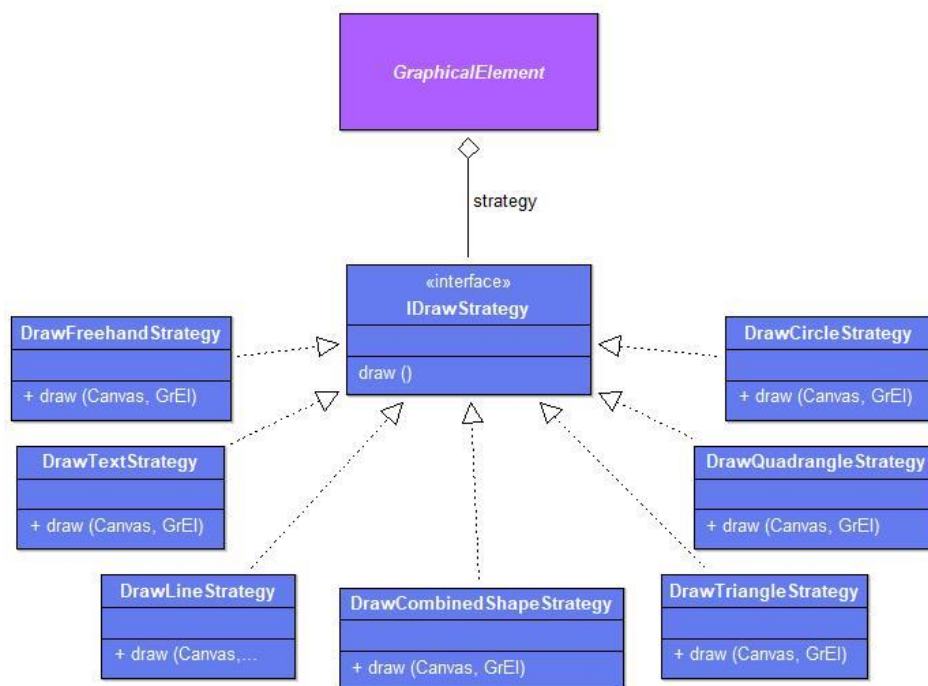 GraphicalElement
strategy
«interface»
IDrawStrategy
draw ()
DrawFreehandStrategy
+ draw (Canvas, GrEl)
DrawCircleStrategy
+ draw (Canvas, GrEl)
DrawTextStrategy
+ draw (Canvas, GrEl)
DrawQuadrangleStrategy
+ draw (Canvas, GrEl)
DrawLineStrategy
+ draw (Canvas,...
DrawCombinedShapeStrategy
+ draw (Canvas, GrEl)
DrawTriangleStrategy
+ draw (Canvas, GrEl)